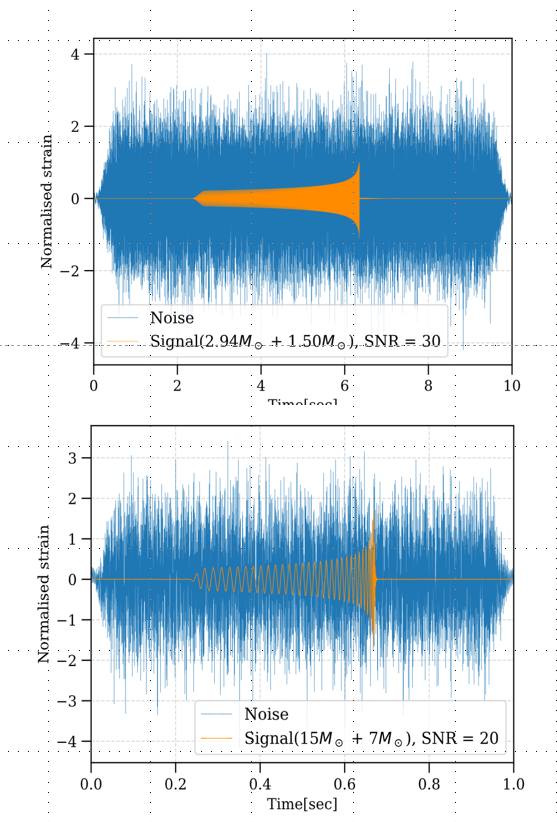 4
2
0
−2
−4
Normalised strain
Noise
Signal(2.94M⊙ + 1.50M⊙), SNR = 30
0 2 4 6 8 10
Time[sec]
3
2
1
0
−1
−2
−3
−4
Normalised strain
Noise
Signal(15M⊙ + 7M⊙), SNR = 20
0.0 0.2 0.4 0.6 0.8 1.0
Time[sec]